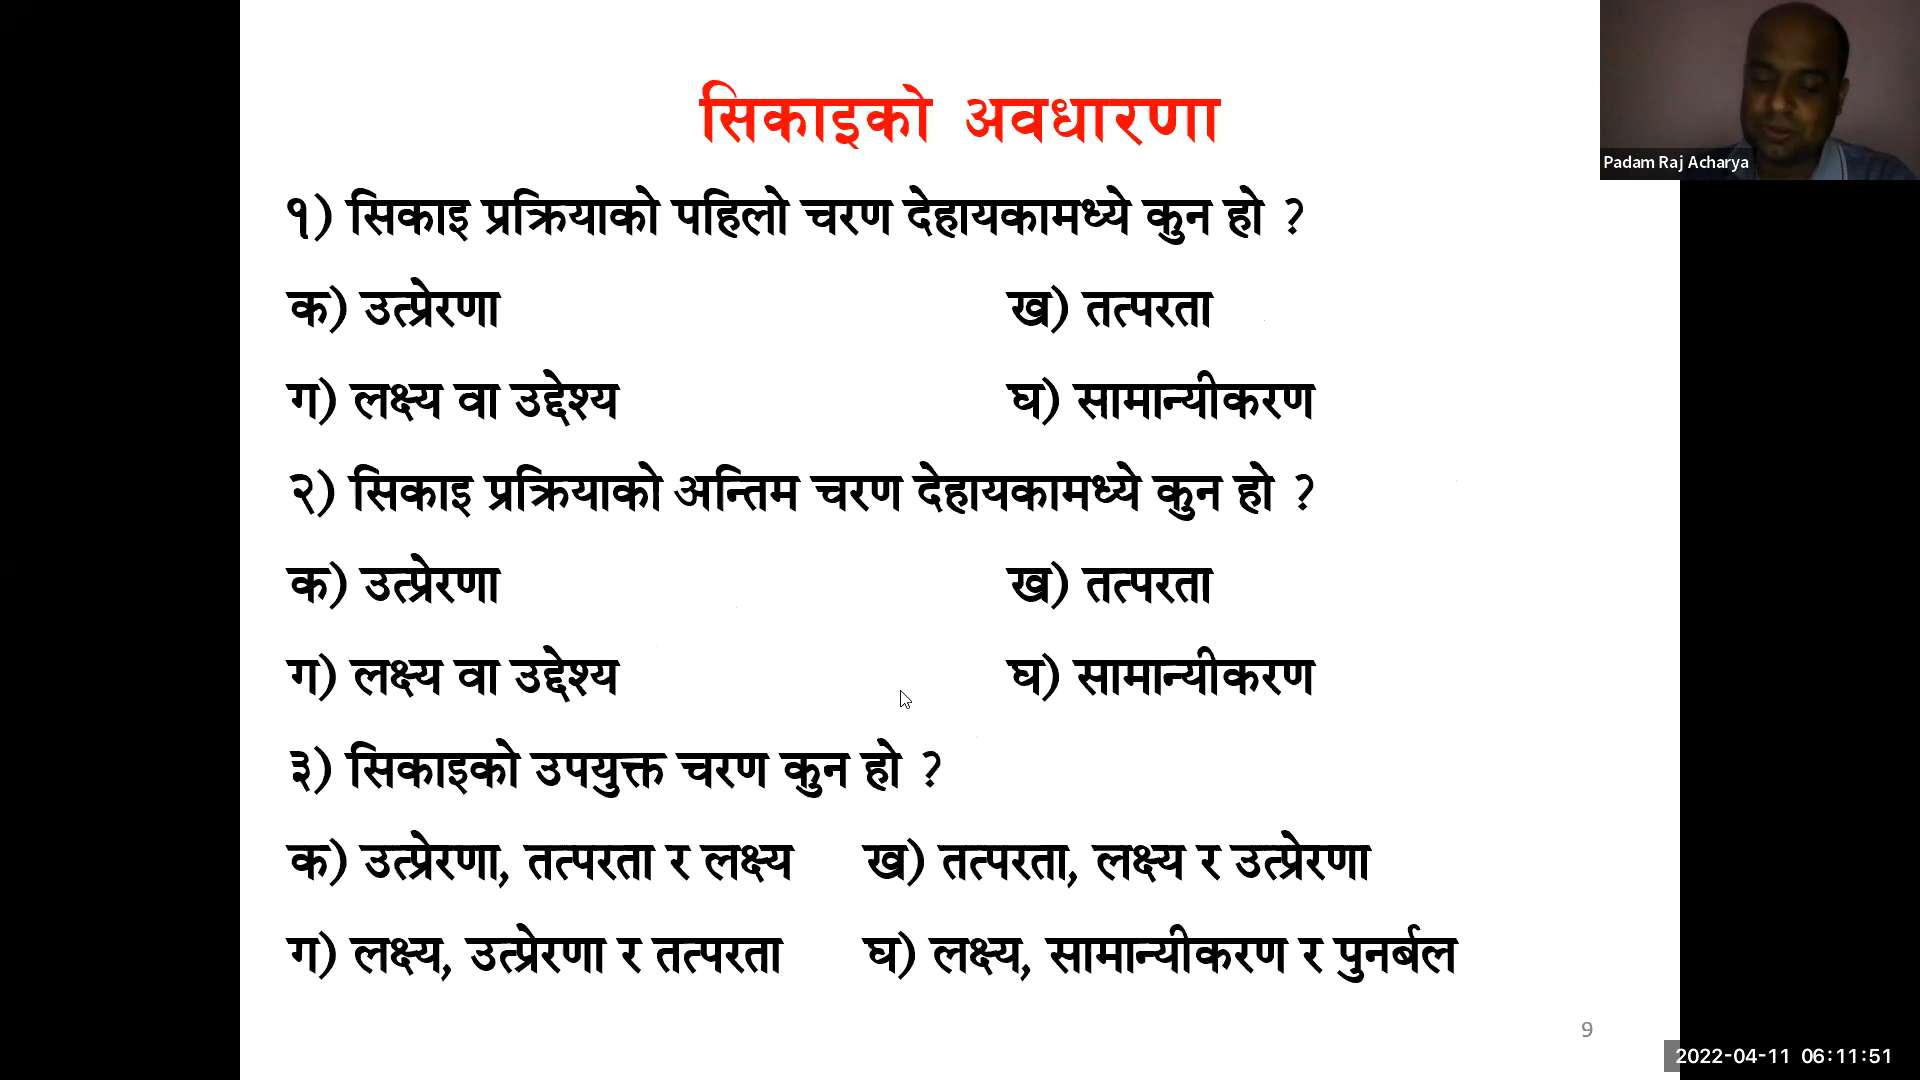 सिकाइको अवधारणा
Padam Raj Acharya
१) सिकाइ प्रक्रियाको पहिलो चरण देहायकामध्ये कुन हो ?
क) उत्प्रेरणा ख) तत्परता
ग) लक्ष्य वा उद्देश्य घ) सामान्यीकरण
२) सिकाइ प्रक्रियाको अन्तिम चरण देहायकामध्ये कुन हो ?
क) उत्प्रेरणा ख) तत्परता
ग) लक्ष्य वा उद्देश्य घ) सामान्यीकरण
३) सिकाइको उपयुक्त चरण कुन हो ?
क) उत्प्रेरणा, तत्परता र लक्ष्य ख) तत्परता, लक्ष्य र उत्प्रेरणा
ग) लक्ष्य, उत्प्रेरणा र तत्परता घ) लक्ष्य, सामान्यीकरण र पुनर्बल
9
2022-04-11 06:11:51